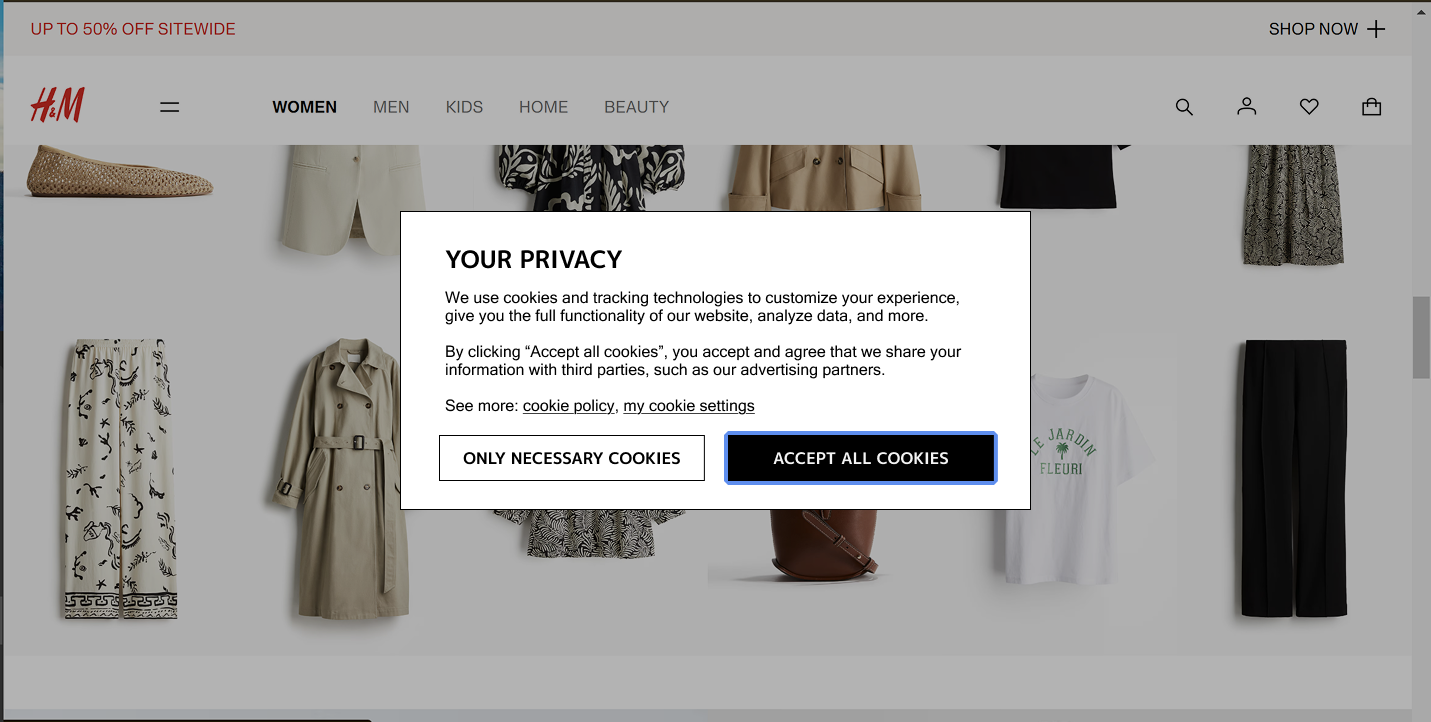 UP TO 50% OFF SITEWIDE
SHOP NOW
H&M
WOMEN MEN KIDS HOME BEAUTY
YOUR PRIVACY
We use cookies and tracking technologies to customize your experience,
give you the full functionality of our website, analyze data, and more.
By clicking “Accept all cookies”, you accept and agree that we share your
information with third parties, such as our advertising partners.
See more: cookie policy, my cookie settings
ONLY NECESSARY COOKIES
ACCEPT ALL COOKIES
LE JARDIN
FLEURI